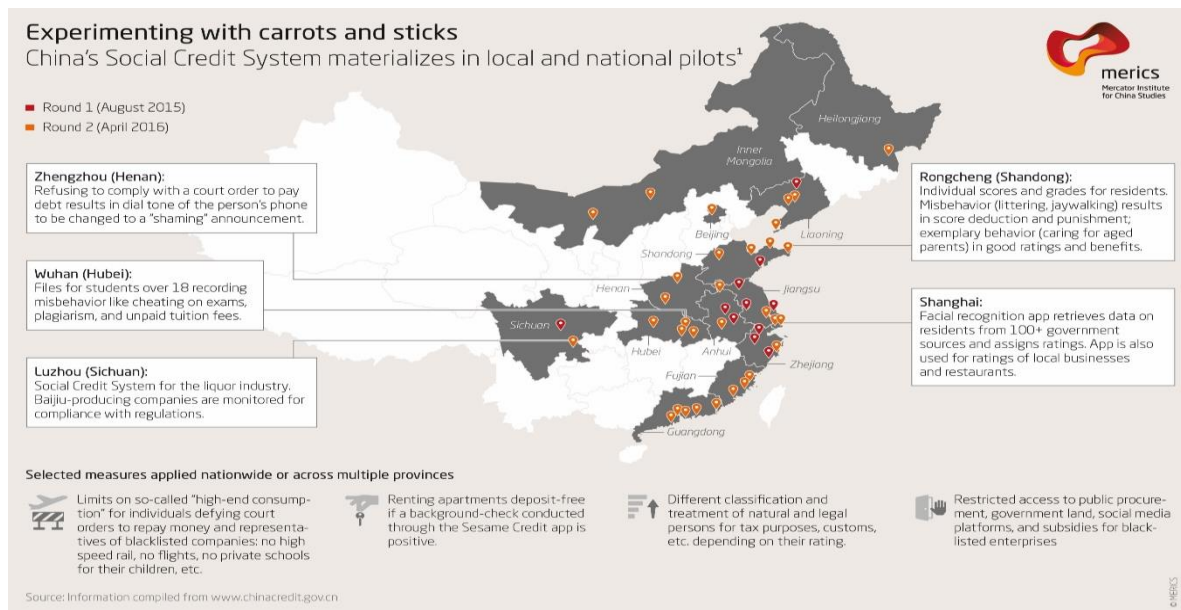 Experimenting with carrots and sticks
China's Social Credit System materializes in local and national pilots¹
merics
Mercator Institute
for China Studies
Round 1 (August 2015)
Round 2 (April 2016)
Zhengzhou (Henan):
Refusing to comply with a court order to pay
debt results in dial tone of the person's phone
to be changed to a "shaming" announcement.
Wuhan (Hubei):
Files for students over 18 recording
misbehavior like cheating on exams,
plagiarism, and unpaid tuition fees.
Luzhou (Sichuan):
Social Credit System for the liquor industry.
Baijiu-producing companies are monitored for
compliance with regulations.
Heilongjiang
Inner
Mongolia
Beijing
Liaoning
Shandong
Henan
Jiangsu
Sichuan
Hubei
Anhui
Zhejiang
Fujian
Guangdong
Rongcheng (Shandong):
Individual scores and grades for residents.
Misbehavior (littering, jaywalking) results
in score deduction and punishment;
exemplary behavior (caring for aged
parents) in good ratings and benefits.
Shanghai:
Facial recognition app retrieves data on
residents from 100+ government
sources and assigns ratings. App is also
used for ratings of local businesses
and restaurants.
Selected measures applied nationwide or across multiple provinces
Limits on so-called "high-end consump-
tion" for individuals defying court
orders to repay money and representa-
tives of blacklisted companies: no high
speed rail, no flights, no private schools
for their children, etc.
Renting apartments deposit-free
if a background-check conducted
through the Sesame Credit app is
positive.
Different classification and
treatment of natural and legal
persons for tax purposes, customs,
etc. depending on their rating.
Restricted access to public procure-
ment, government land, social media
platforms, and subsidies for black-
listed enterprises
Source: Information compiled from www.chinacredit.gov.cn
© MERICS